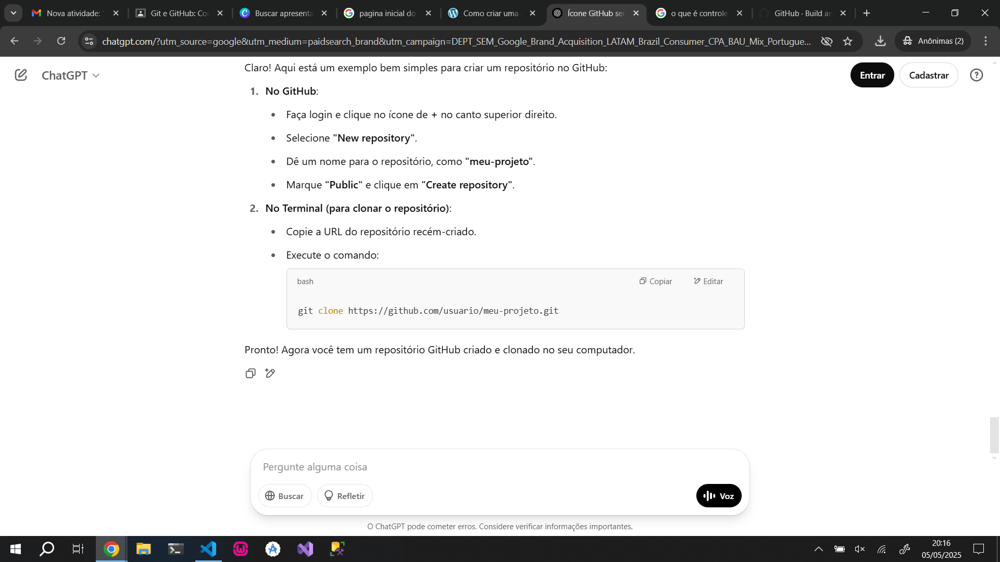 Nova atividade: "
Git e GitHub: Co
Buscar apresenta
pagina inicial do
Como criar uma
Ícone GitHub ser
o que é controle
GitHub · Build an
chatgpt.com/?utm_source=google&utm_medium=paidsearch_brand&utm_campaign=DEPT_SEM_Google_Brand_Acquisition_LATAM_Brazil_Consumer_CPA_BAU_Mix_Portugue...
Anônimas (2)
ChatGPT
Entrar
Cadastrar
Claro! Aqui está um exemplo bem simples para criar um repositório no GitHub:
1. No GitHub:
• Faça login e clique no ícone de + no canto superior direito.
• Selecione "New repository".
• Dê um nome para o repositório, como "meu-projeto".
• Marque "Public" e clique em "Create repository".
2. No Terminal (para clonar o repositório):
• Copie a URL do repositório recém-criado.
• Execute o comando:
bash
Copiar
Editar
git clone https://github.com/usuario/meu-projeto.git
Pronto! Agora você tem um repositório GitHub criado e clonado no seu computador.
Pergunte alguma coisa
Buscar
Refletir
Voz
O ChatGPT pode cometer erros. Considere verificar informações importantes.
20:16
05/05/2025